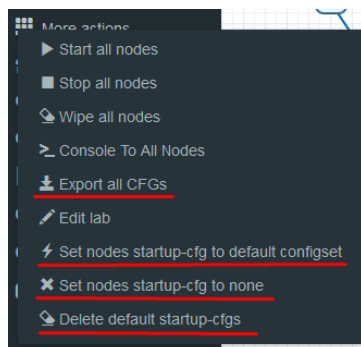 More actions
Start all nodes
Stop all nodes
Wipe all nodes
Console To All Nodes
Export all CFGs
Edit lab
Set nodes startup-cfg to default configset
Set nodes startup-cfg to none
Delete default startup-cfgs